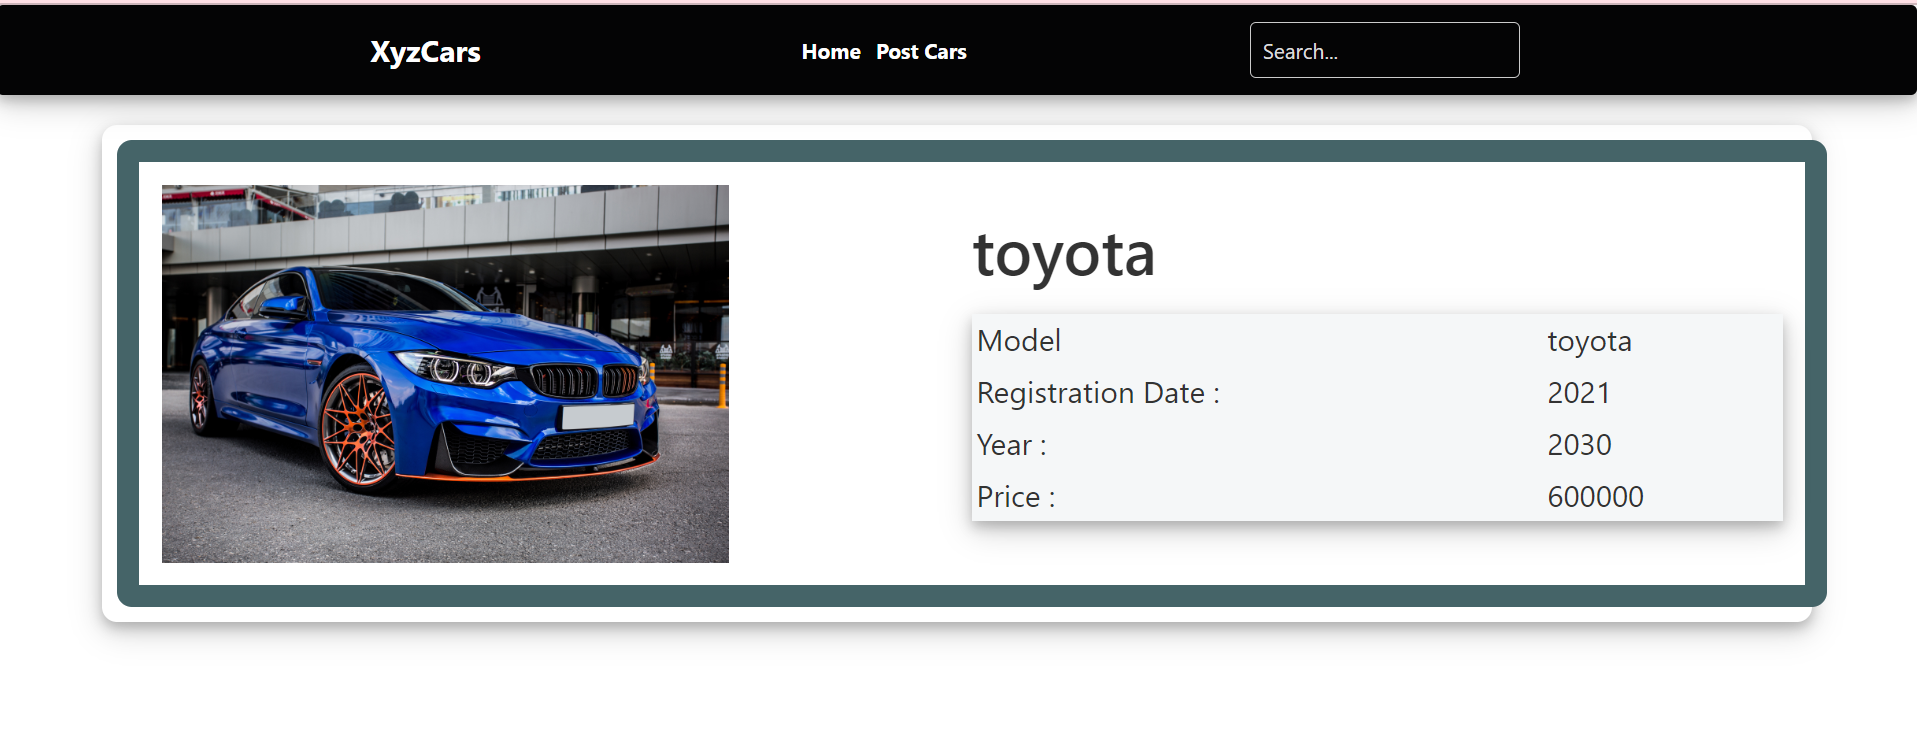 XyzCars
Home Post Cars
Search...
toyota
Model toyota
Registration Date : 2021
Year : 2030
Price : 600000